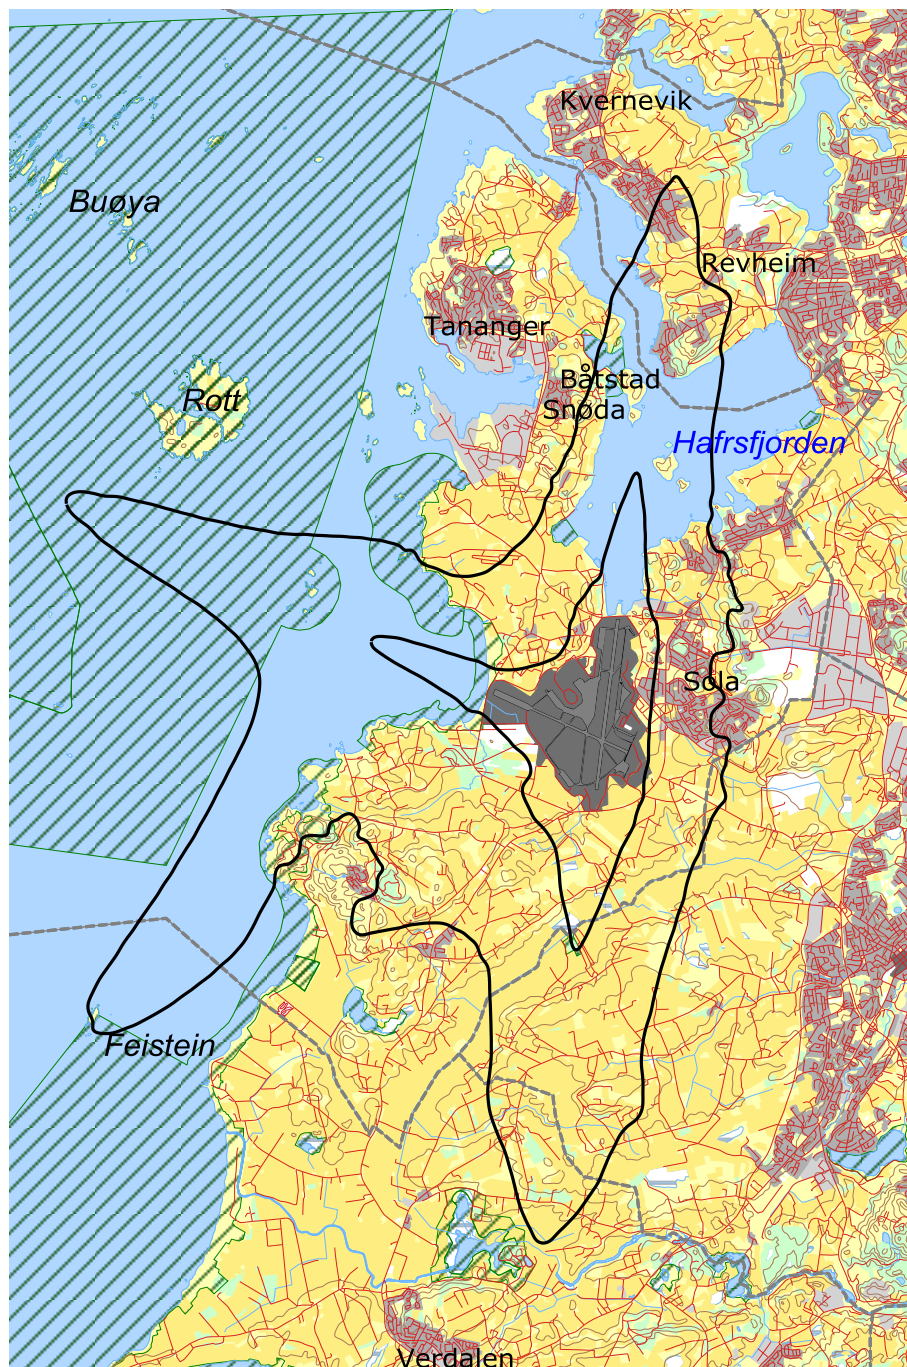 Kvernevik
Buøya
Revheim
Tananger
Båtstad
Rott
Snøda
Hafrsfjorden
Sola
Feistein
Verdalen